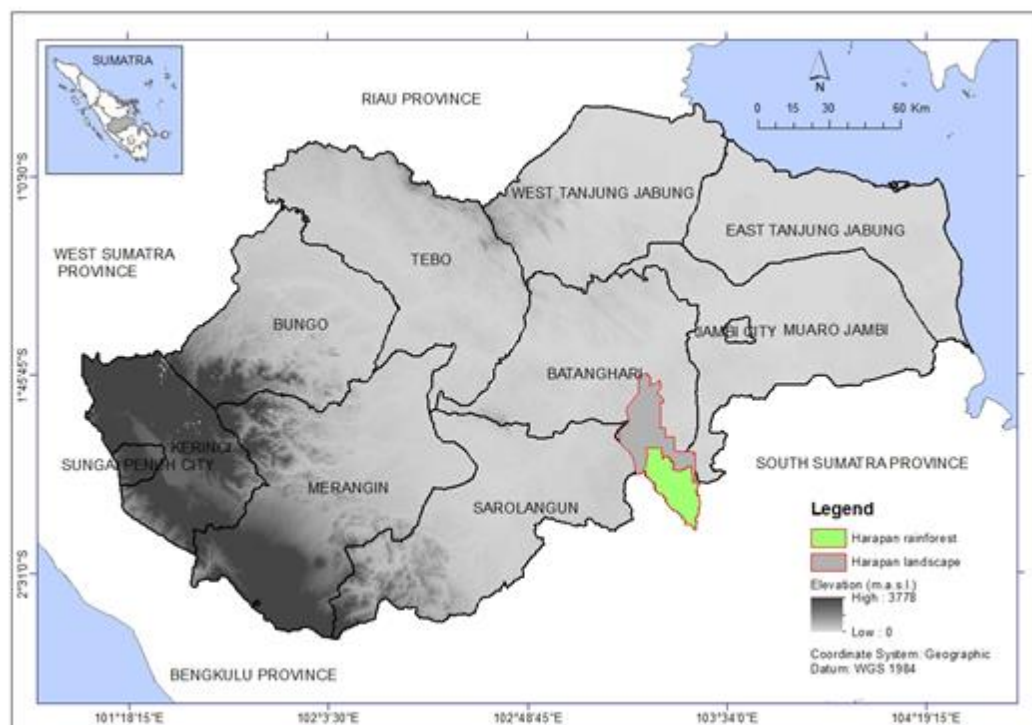 SUMATRA
RIAU PROVINCE
N
0 15 30 60 Km
1°0'30"S
WEST TANJUNG JABUNG
EAST TANJUNG JABUNG
WEST SUMATRA
PROVINCE
TEBO
BUNGO
JAMBI CITY
MUARO JAMBI
1°45'45"S
BATANGHARI
KERINCI
SUNGAI PENUH CITY
MERANGIN
SAROLANGUN
SOUTH SUMATRA PROVINCE
Legend
Harapan rainforest
Harapan landscape
Elevation (m.a.s.l.)
High : 3778
Low : 0
2°31'0"S
Coordinate System: Geographic
Datum: WGS 1984
BENGKULU PROVINCE
101°18'15"E 102°3'30"E 102°48'45"E 103°34'0"E 104°19'15"E